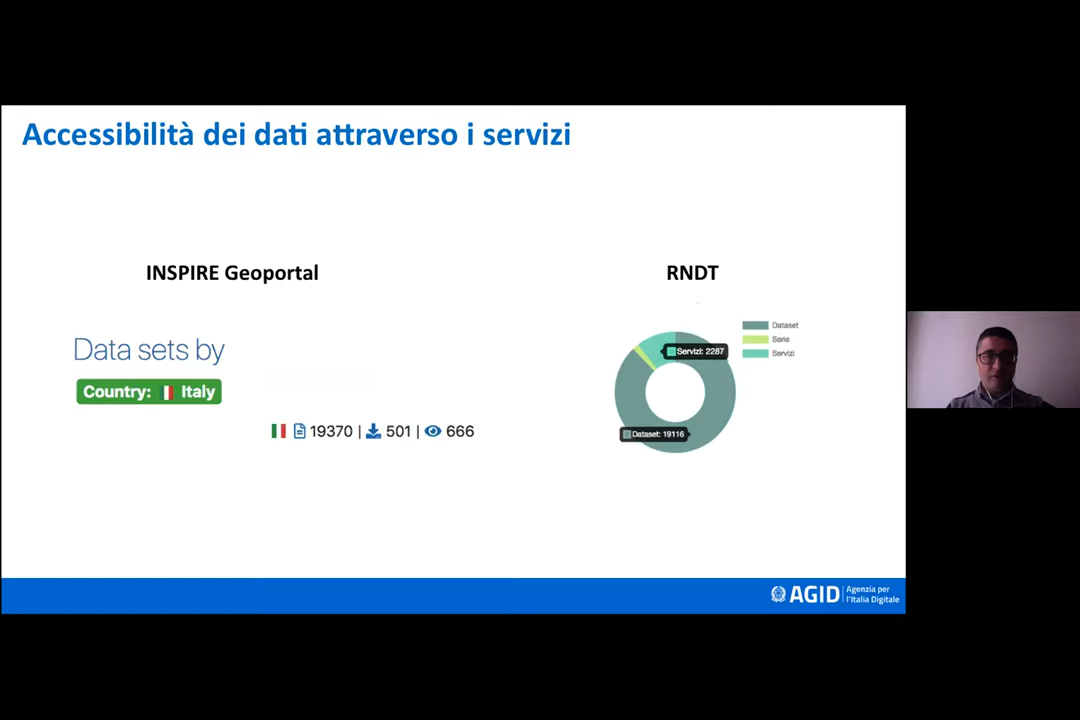 Accessibilità dei dati attraverso i servizi
INSPIRE Geoportal
RNDT
Data sets by
Country: Italy
19370 | 501 | 666
Dataset
Serie
Servizi
Servizi: 2287
Dataset: 19116
AGID
Agenzia per
l'Italia Digitale